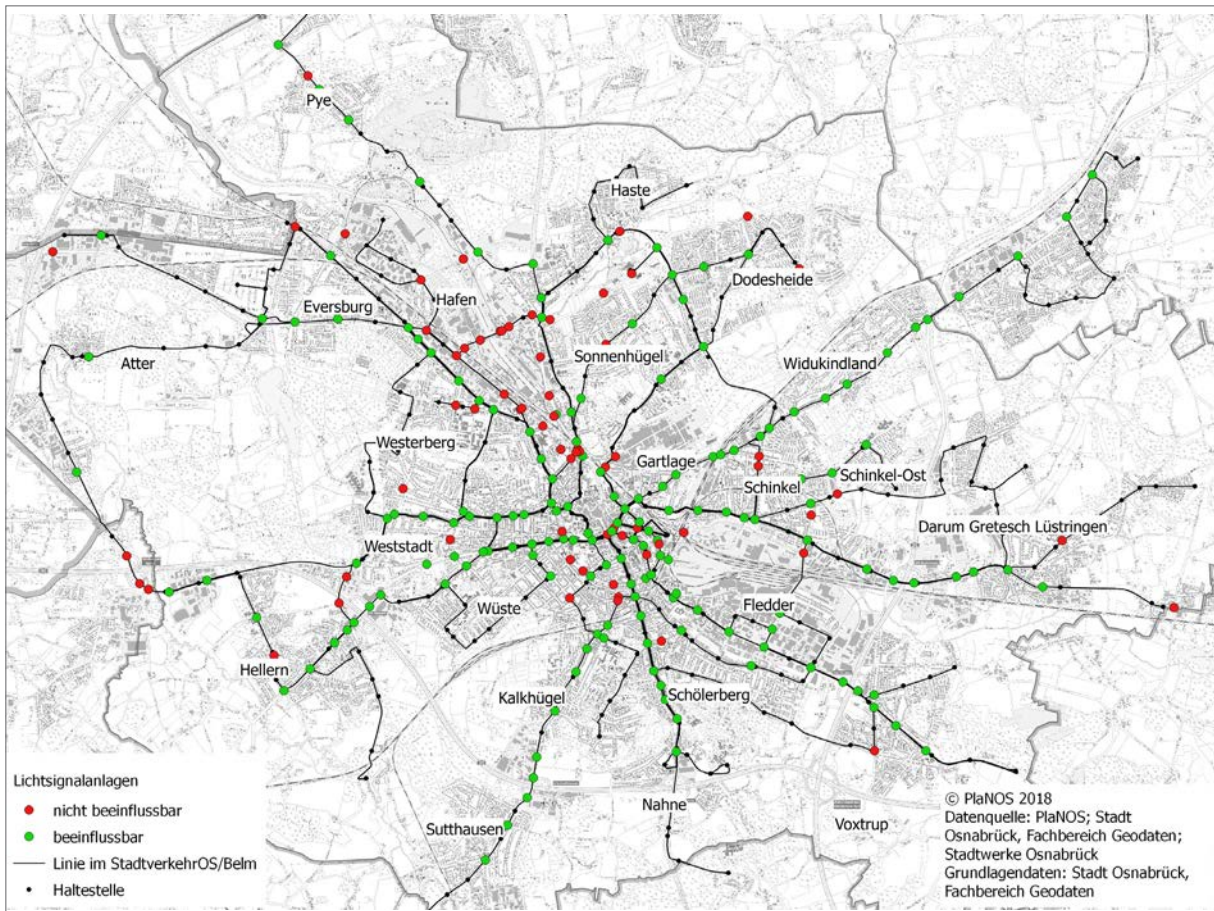 Pye
Haste
Dodesheide
Hafen
Eversburg
Sonnenhügel
Atter
Widukindland
Westerberg
Gartlage
Schinkel
Schinkel-Ost
Darum Gretesch Lüstringen
Weststadt
Wüste
Fledder
Hellern
Kalkhügel
Schölerberg
Nahne
Voxtrup
Sutthausen
Lichtsignalanlagen
nicht beeinflussbar
beeinflussbar
Linie im StadtverkehrOS/Belm
Haltestelle
© PlaNOS 2018
Datenquelle: PlaNOS; Stadt
Osnabrück, Fachbereich Geodaten;
Stadtwerke Osnabrück
Grundlagendaten: Stadt Osnabrück,
Fachbereich Geodaten